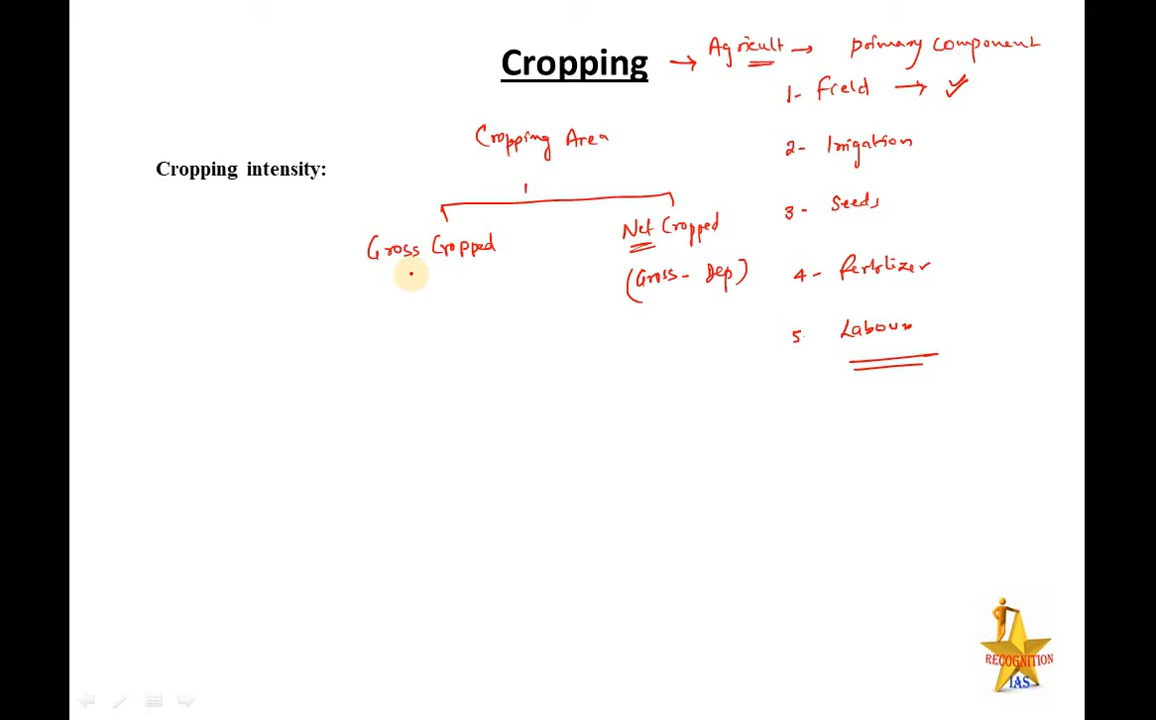 Cropping → Agricult → primary component
1- Field →
Cropping Area
2- Irrigation
Cropping intensity:
3- Seeds
Gross Cropped
Net Cropped
(Gross - Dep)
4- Fertilizer
5. Labour
RECOGNITION
IAS